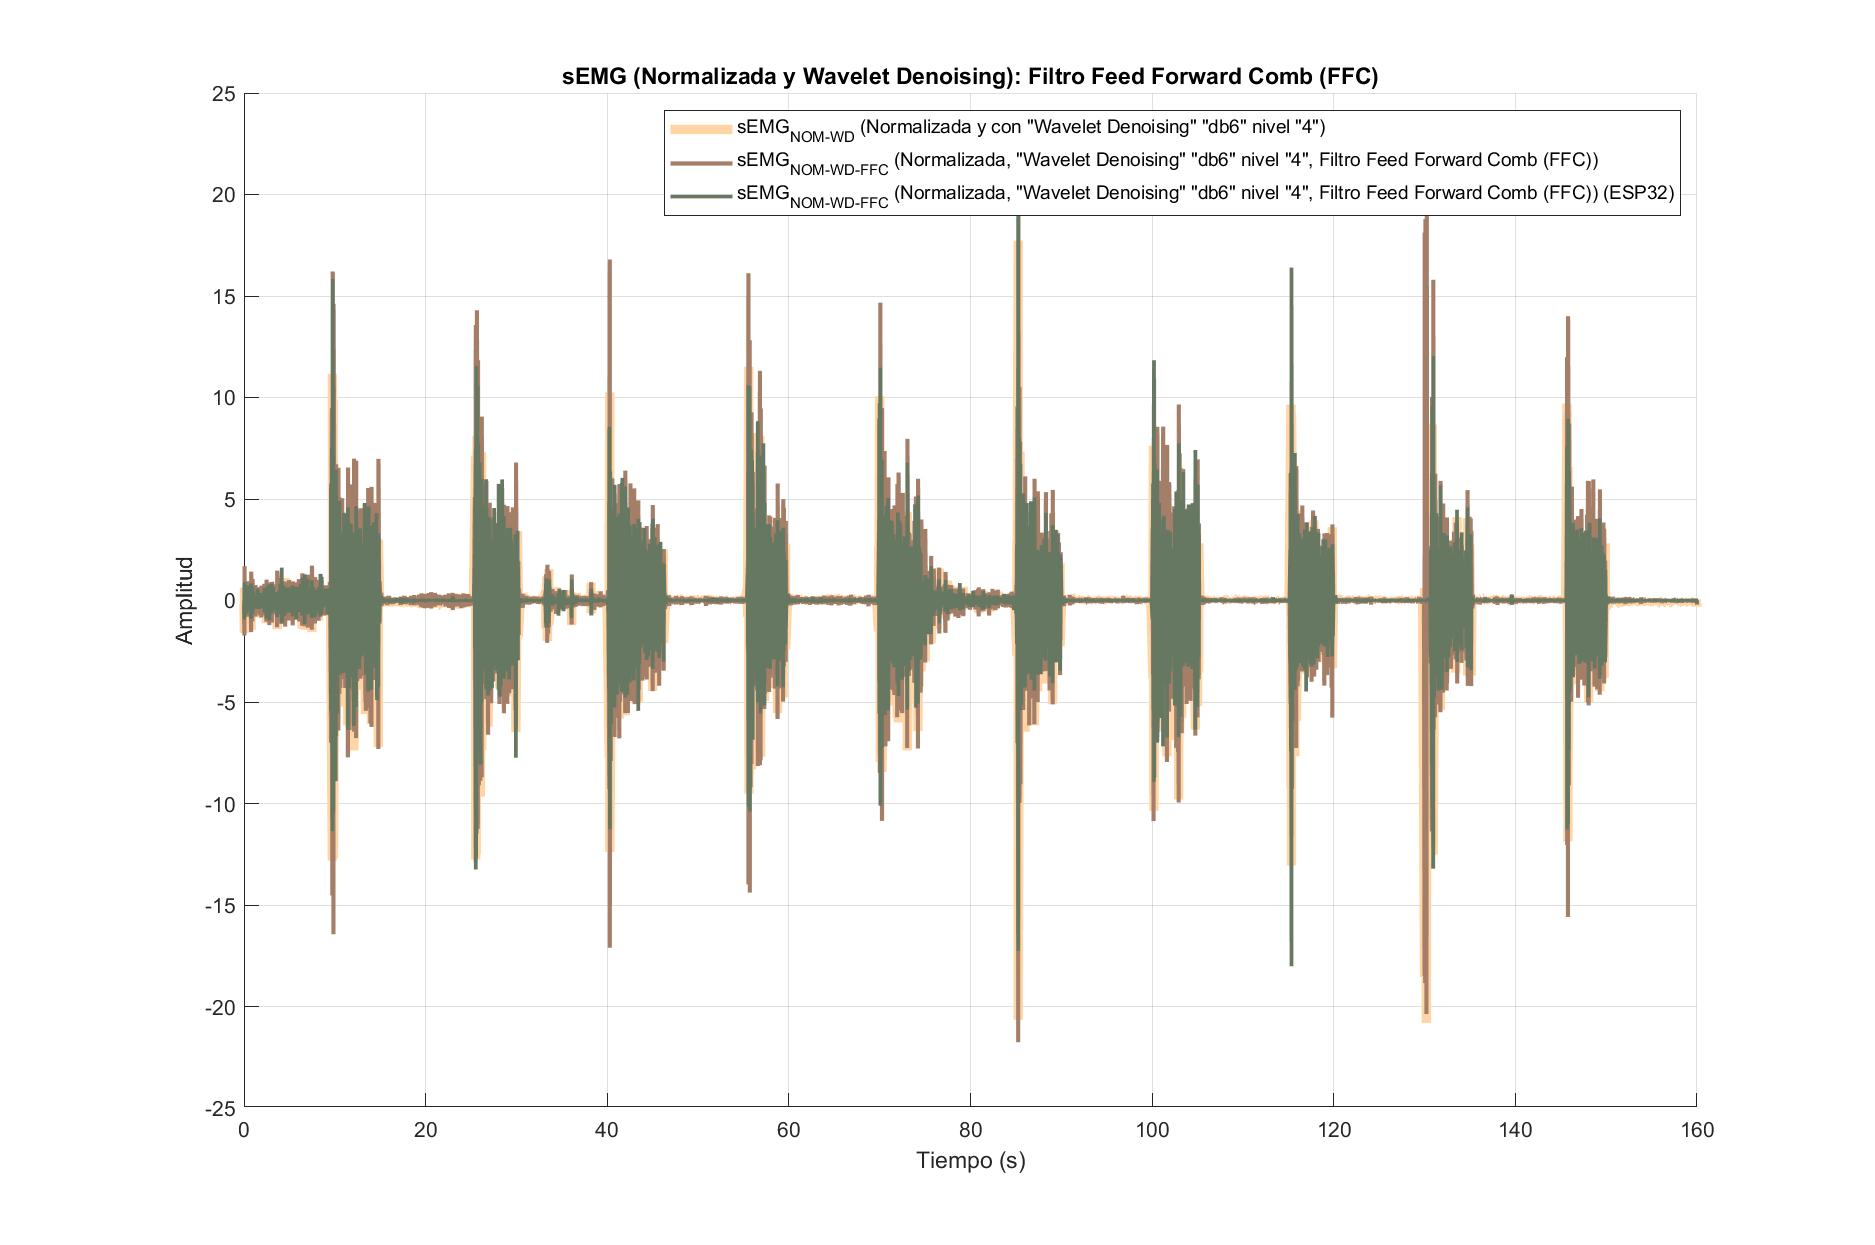 sEMG (Normalizada y Wavelet Denoising): Filtro Feed Forward Comb (FFC)
sEMG_NOM-WD (Normalizada y con "Wavelet Denoising" "db6" nivel "4")
sEMG_NOM-WD-FFC (Normalizada, "Wavelet Denoising" "db6" nivel "4", Filtro Feed Forward Comb (FFC))
sEMG_NOM-WD-FFC (Normalizada, "Wavelet Denoising" "db6" nivel "4", Filtro Feed Forward Comb (FFC)) (ESP32)
25
20
15
10
5
0
-5
-10
-15
-20
-25
Amplitud
0 20 40 60 80 100 120 140 160
Tiempo (s)